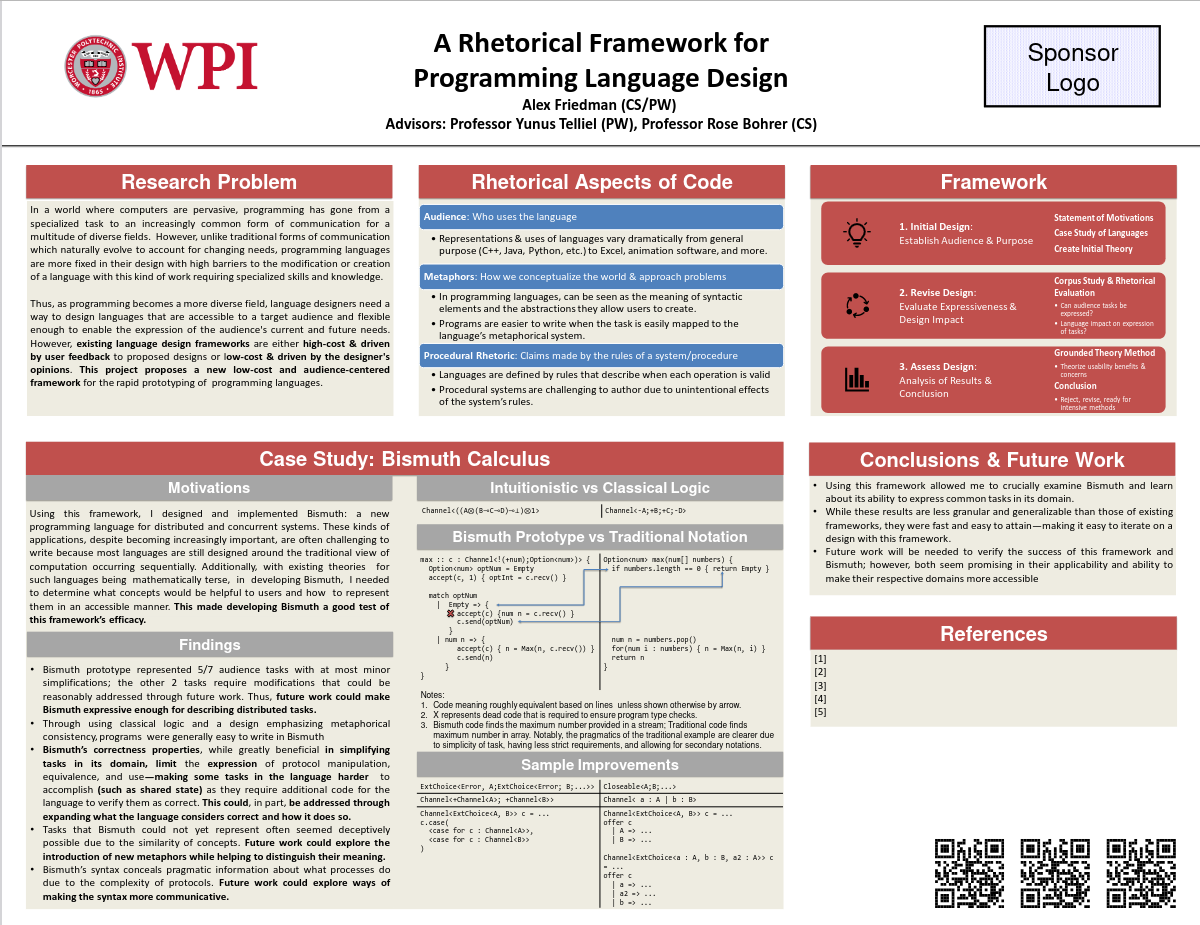 WORCESTER POLYTECHNIC INSTITUTE
1865
WPI
A Rhetorical Framework for
Programming Language Design
Alex Friedman (CS/PW)
Advisors: Professor Yunus Telliel (PW), Professor Rose Bohrer (CS)
Sponsor
Logo
Research Problem
In a world where computers are pervasive, programming has gone from a
specialized task to an increasingly common form of communication for a
multitude of diverse fields. However, unlike traditional forms of communication
which naturally evolve to account for changing needs, programming languages
are more fixed in their design with high barriers to the modification or creation
of a language with this kind of work requiring specialized skills and knowledge.
Thus, as programming becomes a more diverse field, language designers need a
way to design languages that are accessible to a target audience and flexible
enough to enable the expression of the audience's current and future needs.
However, existing language design frameworks are either high-cost & driven
by user feedback to proposed designs or low-cost & driven by the designer's
opinions. This project proposes a new low-cost and audience-centered
framework for the rapid prototyping of programming languages.
Rhetorical Aspects of Code
Audience: Who uses the language
• Representations & uses of languages vary dramatically from general
purpose (C++, Java, Python, etc.) to Excel, animation software, and more.
Metaphors: How we conceptualize the world & approach problems
• In programming languages, can be seen as the meaning of syntactic
elements and the abstractions they allow users to create.
• Programs are easier to write when the task is easily mapped to the
language's metaphorical system.
Procedural Rhetoric: Claims made by the rules of a system/procedure
• Languages are defined by rules that describe when each operation is valid
• Procedural systems are challenging to author due to unintentional effects
of the system's rules.
Framework
1. Initial Design:
Establish Audience & Purpose
Statement of Motivations
Case Study of Languages
Create Initial Theory
2. Revise Design:
Evaluate Expressiveness &
Design Impact
Corpus Study & Rhetorical
Evaluation
• Can audience tasks be
expressed?
• Language impact on expression
of tasks?
3. Assess Design:
Analysis of Results &
Conclusion
Grounded Theory Method
• Theorize usability benefits &
concerns
Conclusion
• Reject, revise, ready for
intensive methods
Case Study: Bismuth Calculus
Motivations
Using this framework, I designed and implemented Bismuth: a new
programming language for distributed and concurrent systems. These kinds of
applications, despite becoming increasingly important, are often challenging to
write because most languages are still designed around the traditional view of
computation occurring sequentially. Additionally, with existing theories for
such languages being mathematically terse, in developing Bismuth, I needed
to determine what concepts would be helpful to users and how to represent
them in an accessible manner. This made developing Bismuth a good test of
this framework's efficacy.
Findings
• Bismuth prototype represented 5/7 audience tasks with at most minor
simplifications; the other 2 tasks require modifications that could be
reasonably addressed through future work. Thus, future work could make
Bismuth expressive enough for describing distributed tasks.
• Through using classical logic and a design emphasizing metaphorical
consistency, programs were generally easy to write in Bismuth
• Bismuth's correctness properties, while greatly beneficial in simplifying
tasks in its domain, limit the expression of protocol manipulation,
equivalence, and use—making some tasks in the language harder to
accomplish (such as shared state) as they require additional code for the
language to verify them as correct. This could, in part, be addressed through
expanding what the language considers correct and how it does so.
• Tasks that Bismuth could not yet represent often seemed deceptively
possible due to the similarity of concepts. Future work could explore the
introduction of new metaphors while helping to distinguish their meaning.
• Bismuth's syntax conceals pragmatic information about what processes do
due to the complexity of protocols. Future work could explore ways of
making the syntax more communicative.
Intuitionistic vs Classical Logic
Channel<((A⊗(B⊸C⊸D)⊸⊥)⊗1> Channel<-A;+B;+C;-D>
Bismuth Prototype vs Traditional Notation
max :: c : Channel<!(+num);Option<num)> {
Option<num> optNum = Empty
accept(c, 1) { optInt = c.recv() }
match optNum
| Empty => {
accept(c) {num n = c.recv() }
c.send(optNum)
}
| num n => {
accept(c) { n = Max(n, c.recv()) }
c.send(n)
}
}
Option<num> max(num[] numbers) {
if numbers.length == 0 { return Empty }
num n = numbers.pop()
for(num i : numbers) { n = Max(n, i) }
return n
}
Notes:
1. Code meaning roughly equivalent based on lines unless shown otherwise by arrow.
2. X represents dead code that is required to ensure program type checks.
3. Bismuth code finds the maximum number provided in a stream; Traditional code finds
maximum number in array. Notably, the pragmatics of the traditional example are clearer due
to simplicity of task, having less strict requirements, and allowing for secondary notations.
Sample Improvements
ExtChoice<Error, A;ExtChoice<Error; B;...>> Closeable<A;B;...>
Channel<+Channel<A>; +Channel<B>> Channel< a : A | b : B>
Channel<ExtChoice<A, B>> c = ...
c.case(
<case for c : Channel<A>>,
<case for c : Channel<B>>
)
Channel<ExtChoice<A, B>> c = ...
offer c
| A => ...
| B => ...
Channel<ExtChoice<a : A, b : B, a2 : A>> c
= ...
offer c
| a => ...
| a2 => ...
| b => ...
Conclusions & Future Work
• Using this framework allowed me to crucially examine Bismuth and learn
about its ability to express common tasks in its domain.
• While these results are less granular and generalizable than those of existing
frameworks, they were fast and easy to attain—making it easy to iterate on a
design with this framework.
• Future work will be needed to verify the success of this framework and
Bismuth; however, both seem promising in their applicability and ability to
make their respective domains more accessible
References
[1]
[2]
[3]
[4]
[5]